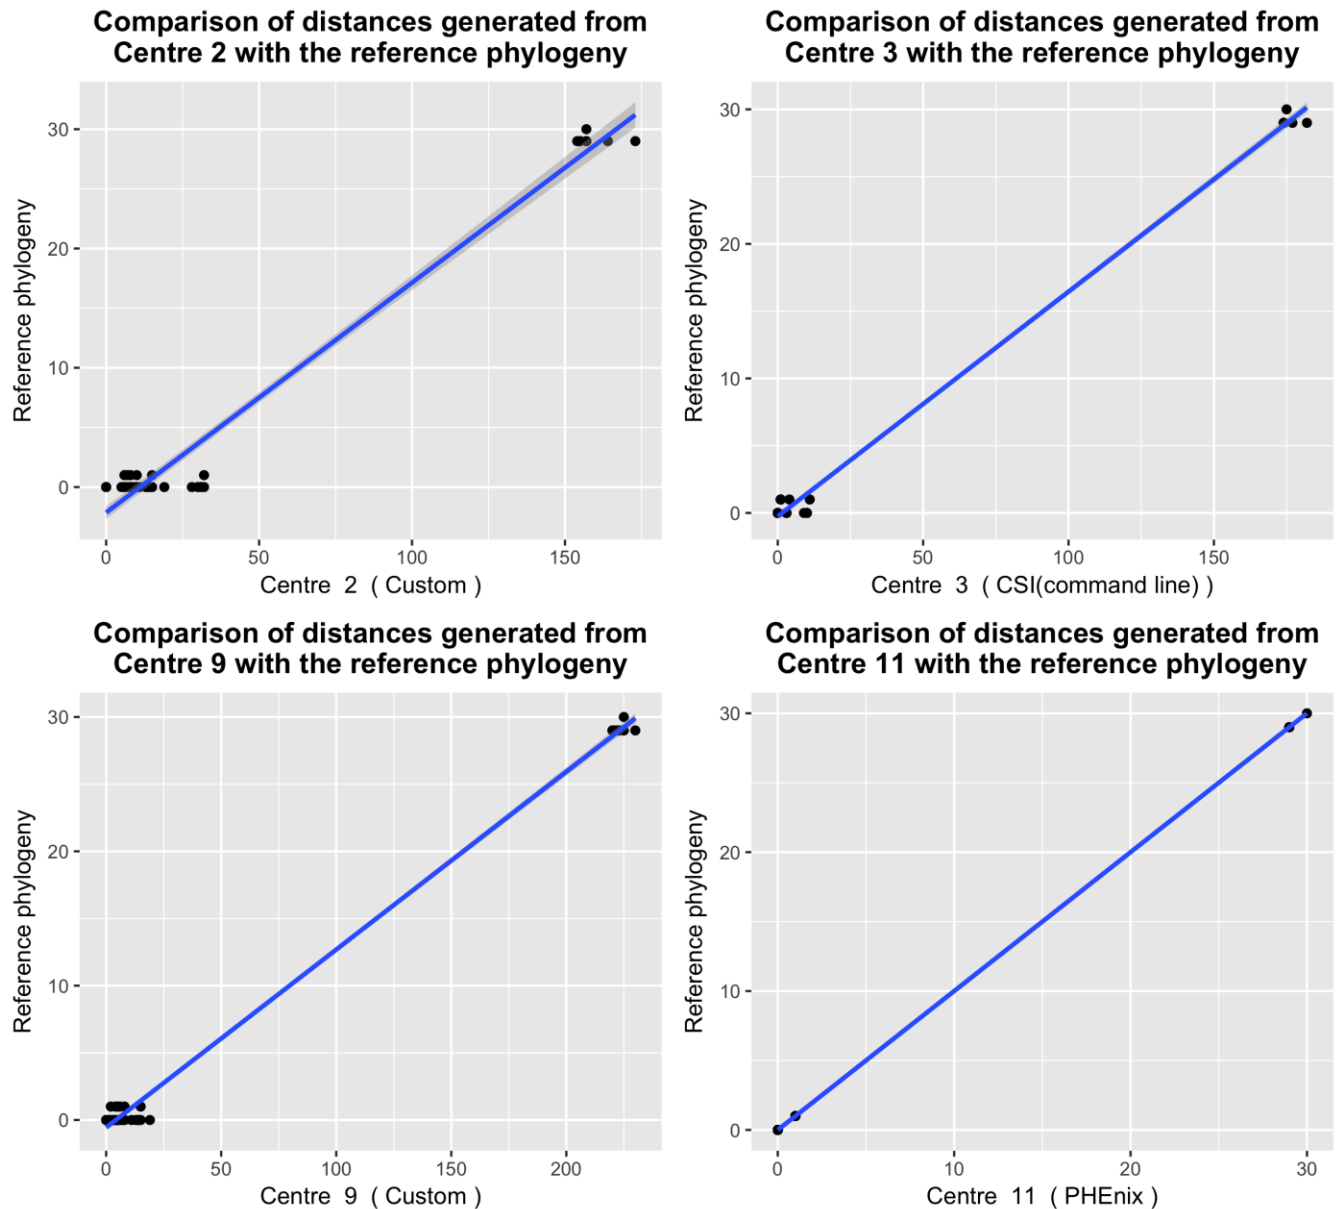 Comparison of distances generated from
Centre 2 with the reference phylogeny
30
20
10
0
Reference phylogeny
0 50 100 150
Centre 2 ( Custom )
Comparison of distances generated from
Centre 3 with the reference phylogeny
30
20
10
0
Reference phylogeny
0 50 100 150
Centre 3 ( CSI(command line) )
Comparison of distances generated from
Centre 9 with the reference phylogeny
30
20
10
0
Reference phylogeny
0 50 100 150 200
Centre 9 ( Custom )
Comparison of distances generated from
Centre 11 with the reference phylogeny
30
20
10
0
Reference phylogeny
0 10 20 30
Centre 11 ( PHEnix )